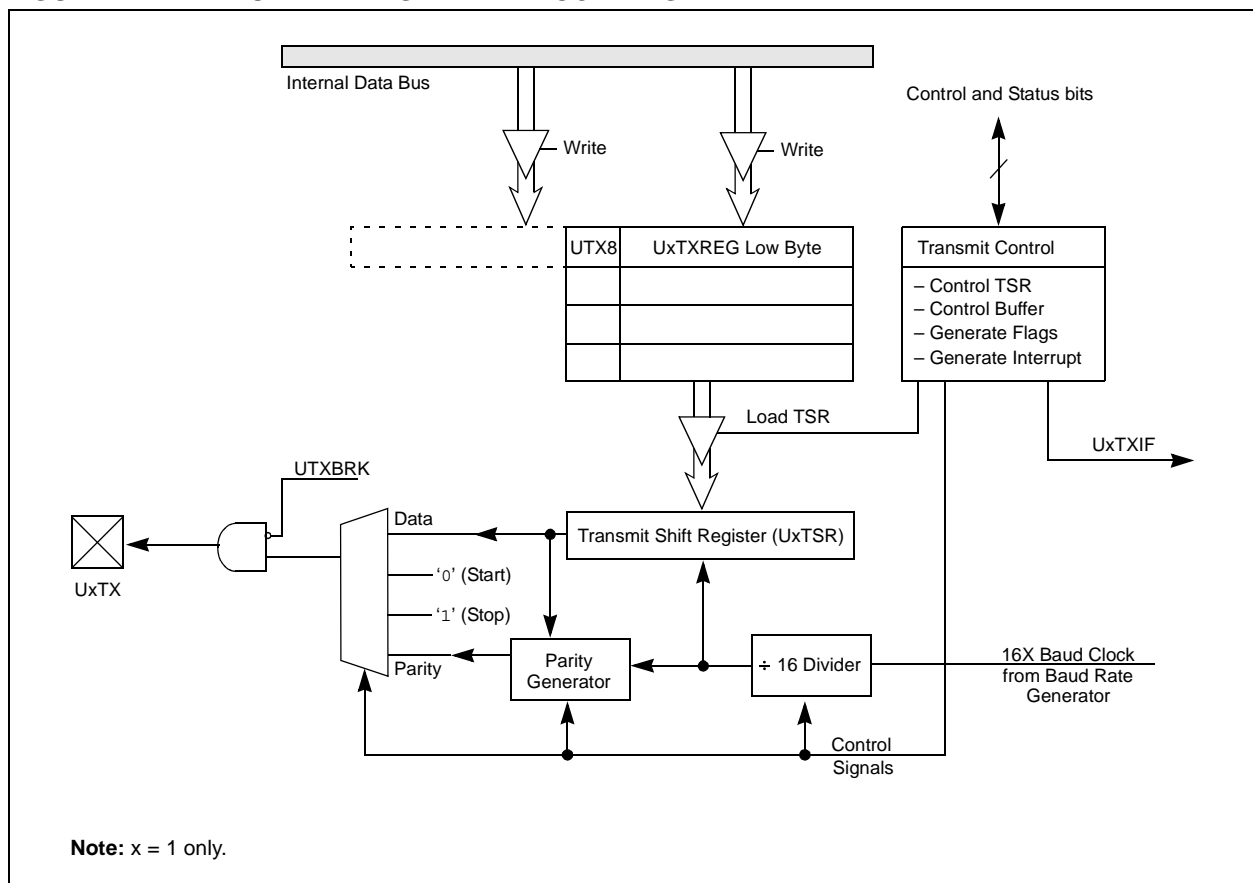 Internal Data Bus
Control and Status bits
Write
Write
UTX8
UxTXREG Low Byte
Transmit Control
– Control TSR
– Control Buffer
– Generate Flags
– Generate Interrupt
Load TSR
UxTXIF
UTXBRK
Data
Transmit Shift Register (UxTSR)
UxTX
‘0’ (Start)
‘1’ (Stop)
Parity
Parity
Generator
÷ 16 Divider
16X Baud Clock
from Baud Rate
Generator
Control
Signals
Note: x = 1 only.